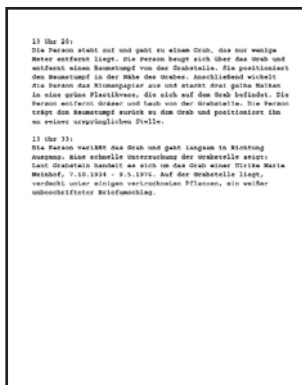 13 Uhr 20:
Die Person steht auf und geht zu einem Grab, das nur wenige
Meter entfernt liegt. Die Person beugt sich über das Grab und
entfernt einen Baumstumpf von der Grabstelle. Sie positioniert
den Baumstumpf in der Nähe des Grabes. Anschließend wickelt
die Person das Blumenpapier aus und steckt drei gelbe Nelken
in eine grüne Plastikvase, die sich auf dem Grab befindet. Die
Person entfernt Gräser und Laub von der Grabstelle. Die Person
trägt den Baumstumpf zurück zu dem Grab und positioniert ihn
an seiner ursprünglichen Stelle.
13 Uhr 33:
Die Person verläßt das Grab und geht langsam in Richtung
Ausgang. Eine schnelle Untersuchung der Grabstelle zeigt:
Laut Grabstein handelt es sich um das Grab einer Ulrike Marie
Meinhof, 7.10.1934 - 9.5.1976. Auf der Grabstelle liegt,
verdeckt unter einigen vertrockneten Pflanzen, ein weißer
unbeschrifteter Briefumschlag.